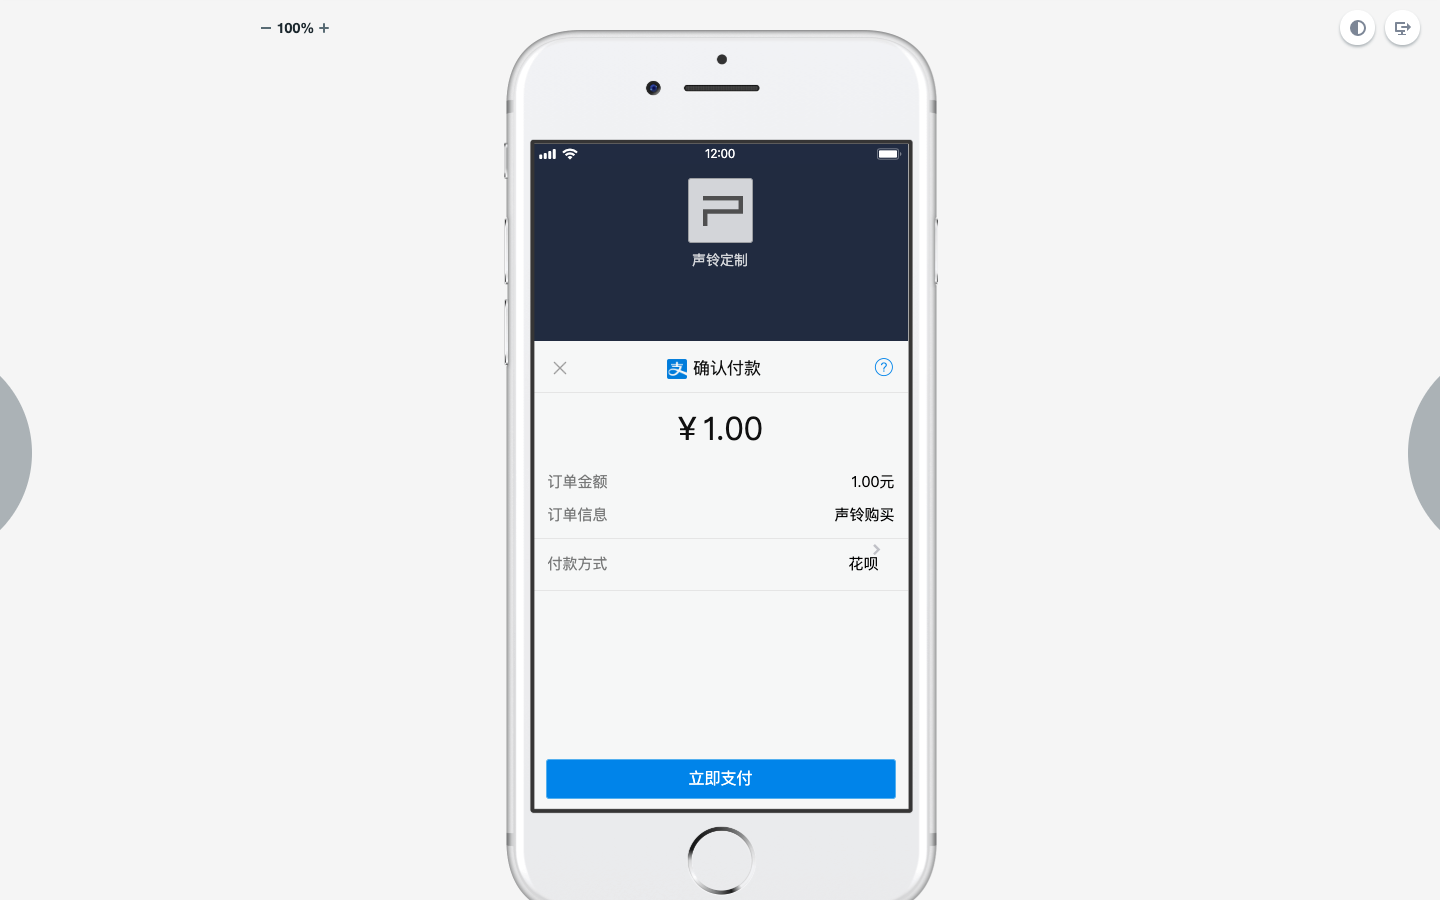 100%
12:00
声铃定制
支 确认付款 ?
¥1.00
订单金额 1.00元
订单信息 声铃购买
付款方式 花呗
立即支付